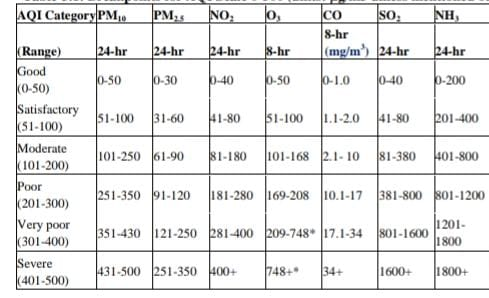 AQI Category PM₁₀ PM₂.₅ NO₂ O₃ CO SO₂ NH₃
8-hr
(Range) 24-hr 24-hr 24-hr 8-hr (mg/m³) 24-hr 24-hr
Good
(0-50) 0-50 0-30 0-40 0-50 0-1.0 0-40 0-200
Satisfactory
(51-100) 51-100 31-60 41-80 51-100 1.1-2.0 41-80 201-400
Moderate
(101-200) 101-250 61-90 81-180 101-168 2.1- 10 81-380 401-800
Poor
(201-300) 251-350 91-120 181-280 169-208 10.1-17 381-800 801-1200
Very poor
(301-400) 351-430 121-250 281-400 209-748* 17.1-34 801-1600 1201-
1800
Severe
(401-500) 431-500 251-350 400+ 748+* 34+ 1600+ 1800+